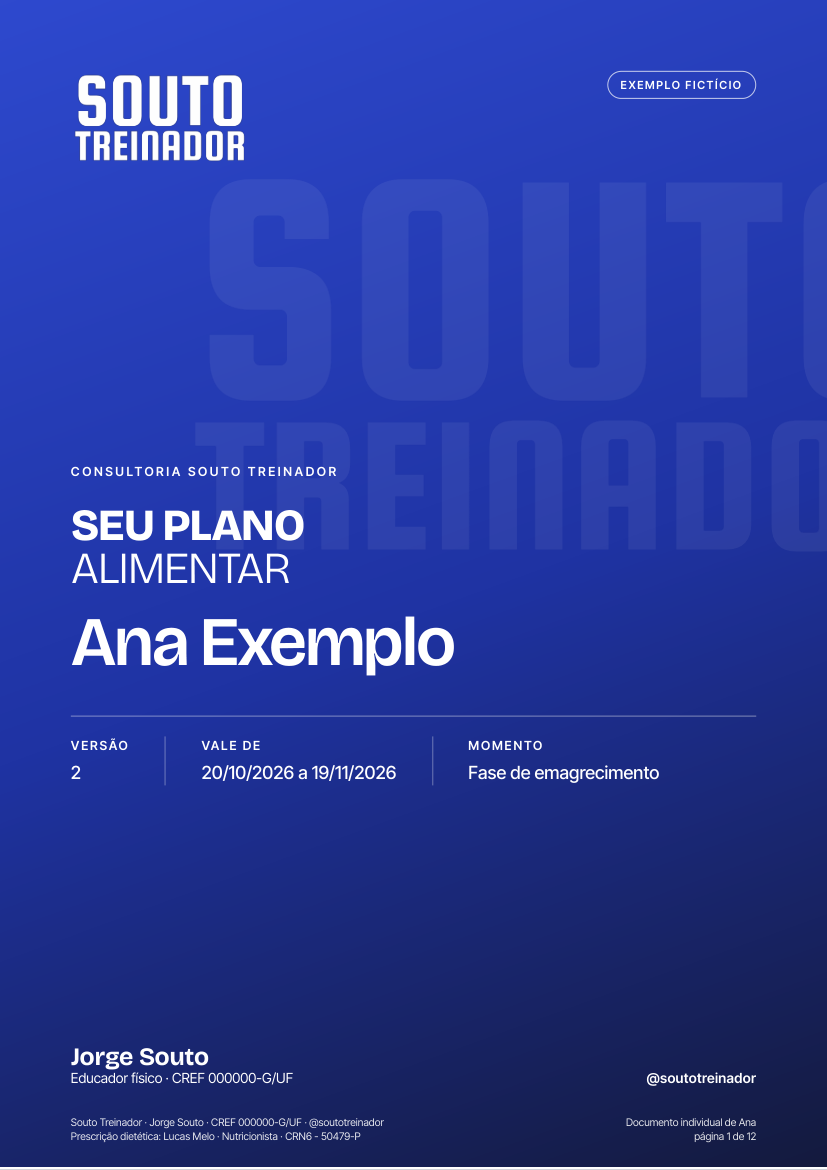 SOUTO
TREINADOR
EXEMPLO FICTÍCIO
CONSULTORIA SOUTO TREINADOR
SEU PLANO
ALIMENTAR
Ana Exemplo
VERSÃO
2
VALE DE
20/10/2026 a 19/11/2026
MOMENTO
Fase de emagrecimento
Jorge Souto
Educador físico · CREF 000000-G/UF
@soutotreinador
Souto Treinador · Jorge Souto · CREF 000000-G/UF · @soutotreinador
Prescrição dietética: Lucas Melo · Nutricionista · CRN6 - 50479-P
Documento individual de Ana
página 1 de 12